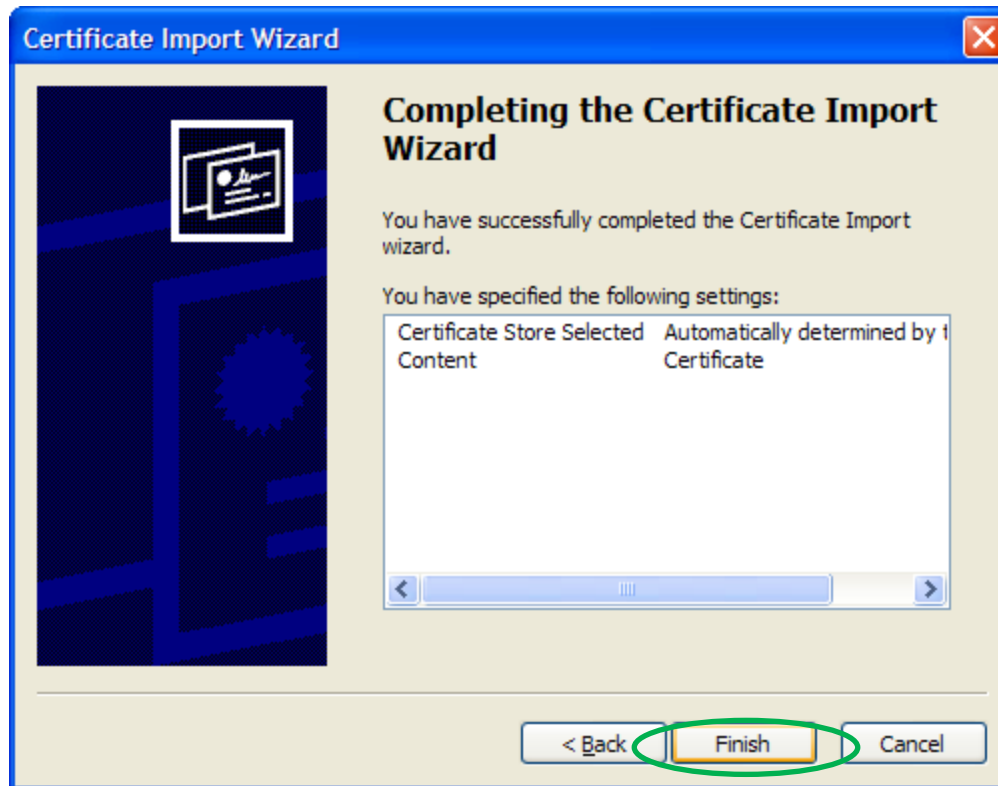 Certificate Import Wizard
Completing the Certificate Import
Wizard
You have successfully completed the Certificate Import
wizard.
You have specified the following settings:
Certificate Store Selected Automatically determined by t
Content Certificate
< Back Finish Cancel